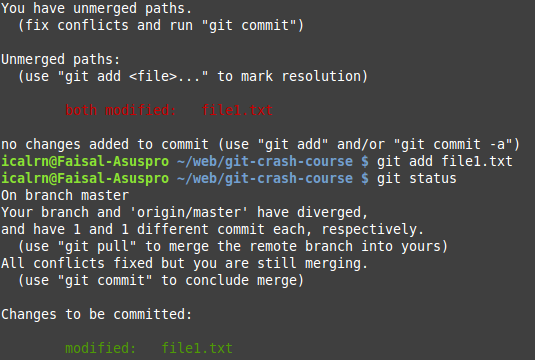 You have unmerged paths.
  (fix conflicts and run "git commit")

Unmerged paths:
  (use "git add <file>..." to mark resolution)

        both modified:   file1.txt

no changes added to commit (use "git add" and/or "git commit -a")
icalrn@Faisal-Asuspro ~/web/git-crash-course $ git add file1.txt
icalrn@Faisal-Asuspro ~/web/git-crash-course $ git status
On branch master
Your branch and 'origin/master' have diverged,
and have 1 and 1 different commit each, respectively.
  (use "git pull" to merge the remote branch into yours)
All conflicts fixed but you are still merging.
  (use "git commit" to conclude merge)

Changes to be committed:

        modified:   file1.txt